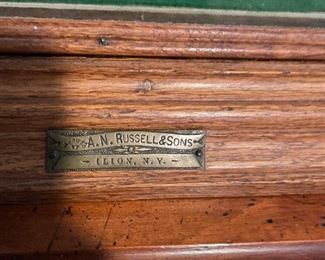 A.N. RUSSELL & SONS
~ ILION, N.Y. ~